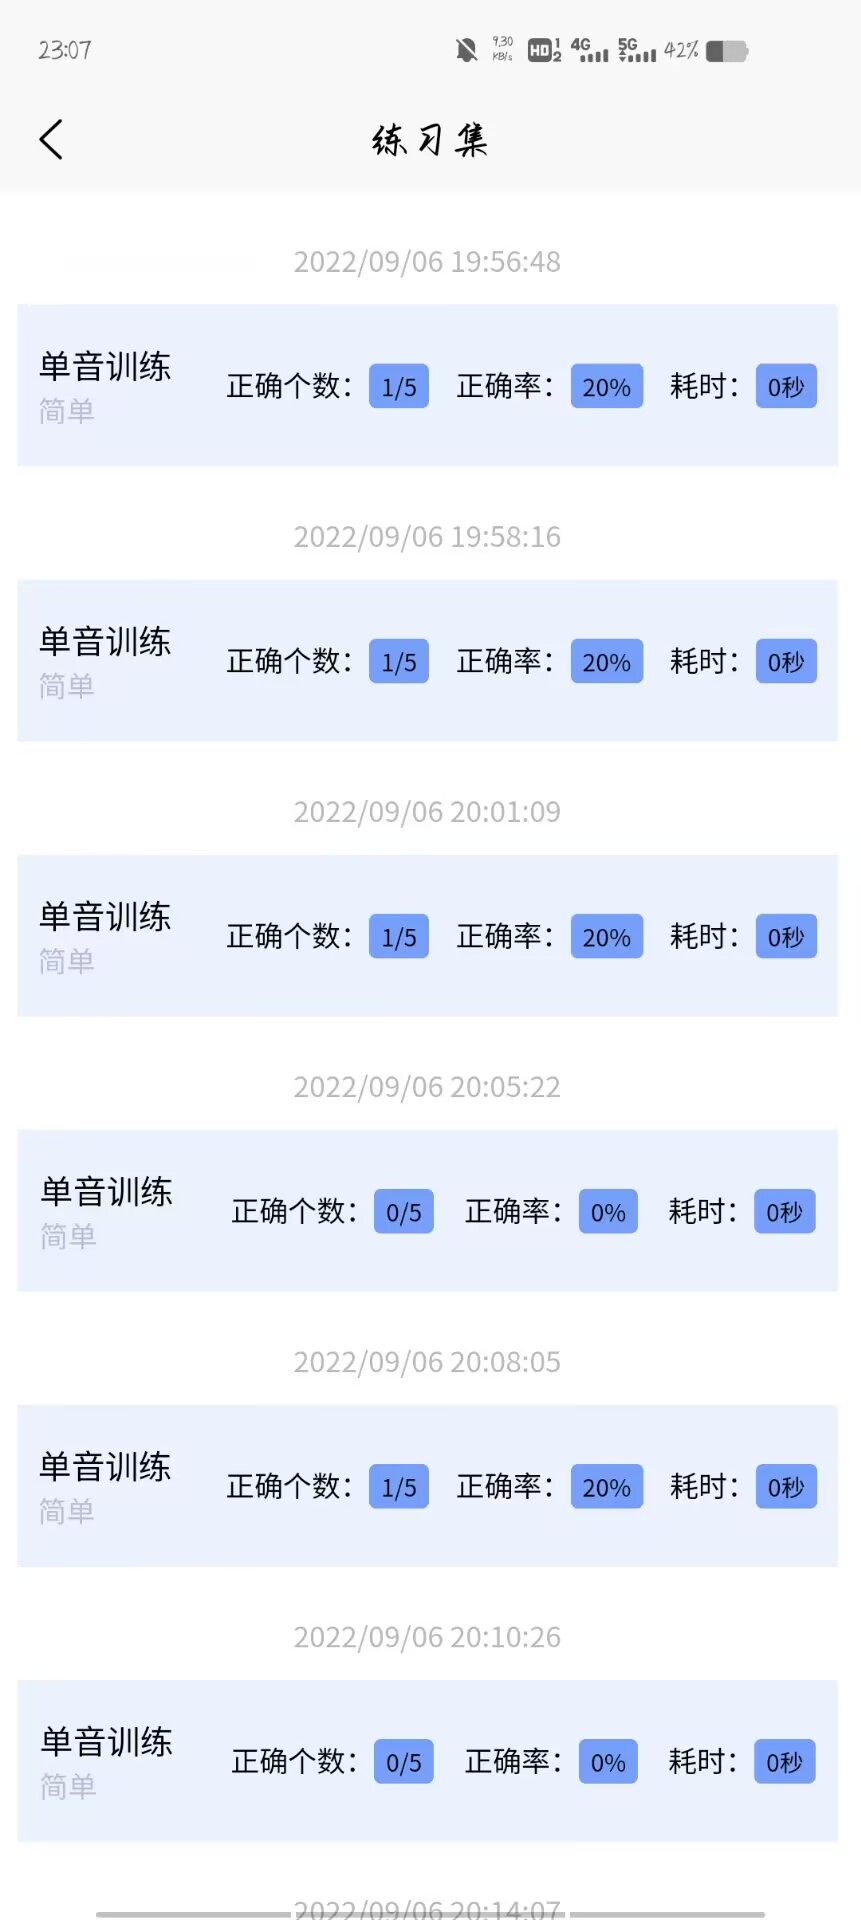 23:07 9.30 KB/s HD 1 2 4G 5G 42%
练习集
2022/09/06 19:56:48
单音训练 正确个数： 1/5 正确率： 20% 耗时： 0秒
简单
2022/09/06 19:58:16
单音训练 正确个数： 1/5 正确率： 20% 耗时： 0秒
简单
2022/09/06 20:01:09
单音训练 正确个数： 1/5 正确率： 20% 耗时： 0秒
简单
2022/09/06 20:05:22
单音训练 正确个数： 0/5 正确率： 0% 耗时： 0秒
简单
2022/09/06 20:08:05
单音训练 正确个数： 1/5 正确率： 20% 耗时： 0秒
简单
2022/09/06 20:10:26
单音训练 正确个数： 0/5 正确率： 0% 耗时： 0秒
简单
2022/09/06 20:14:07